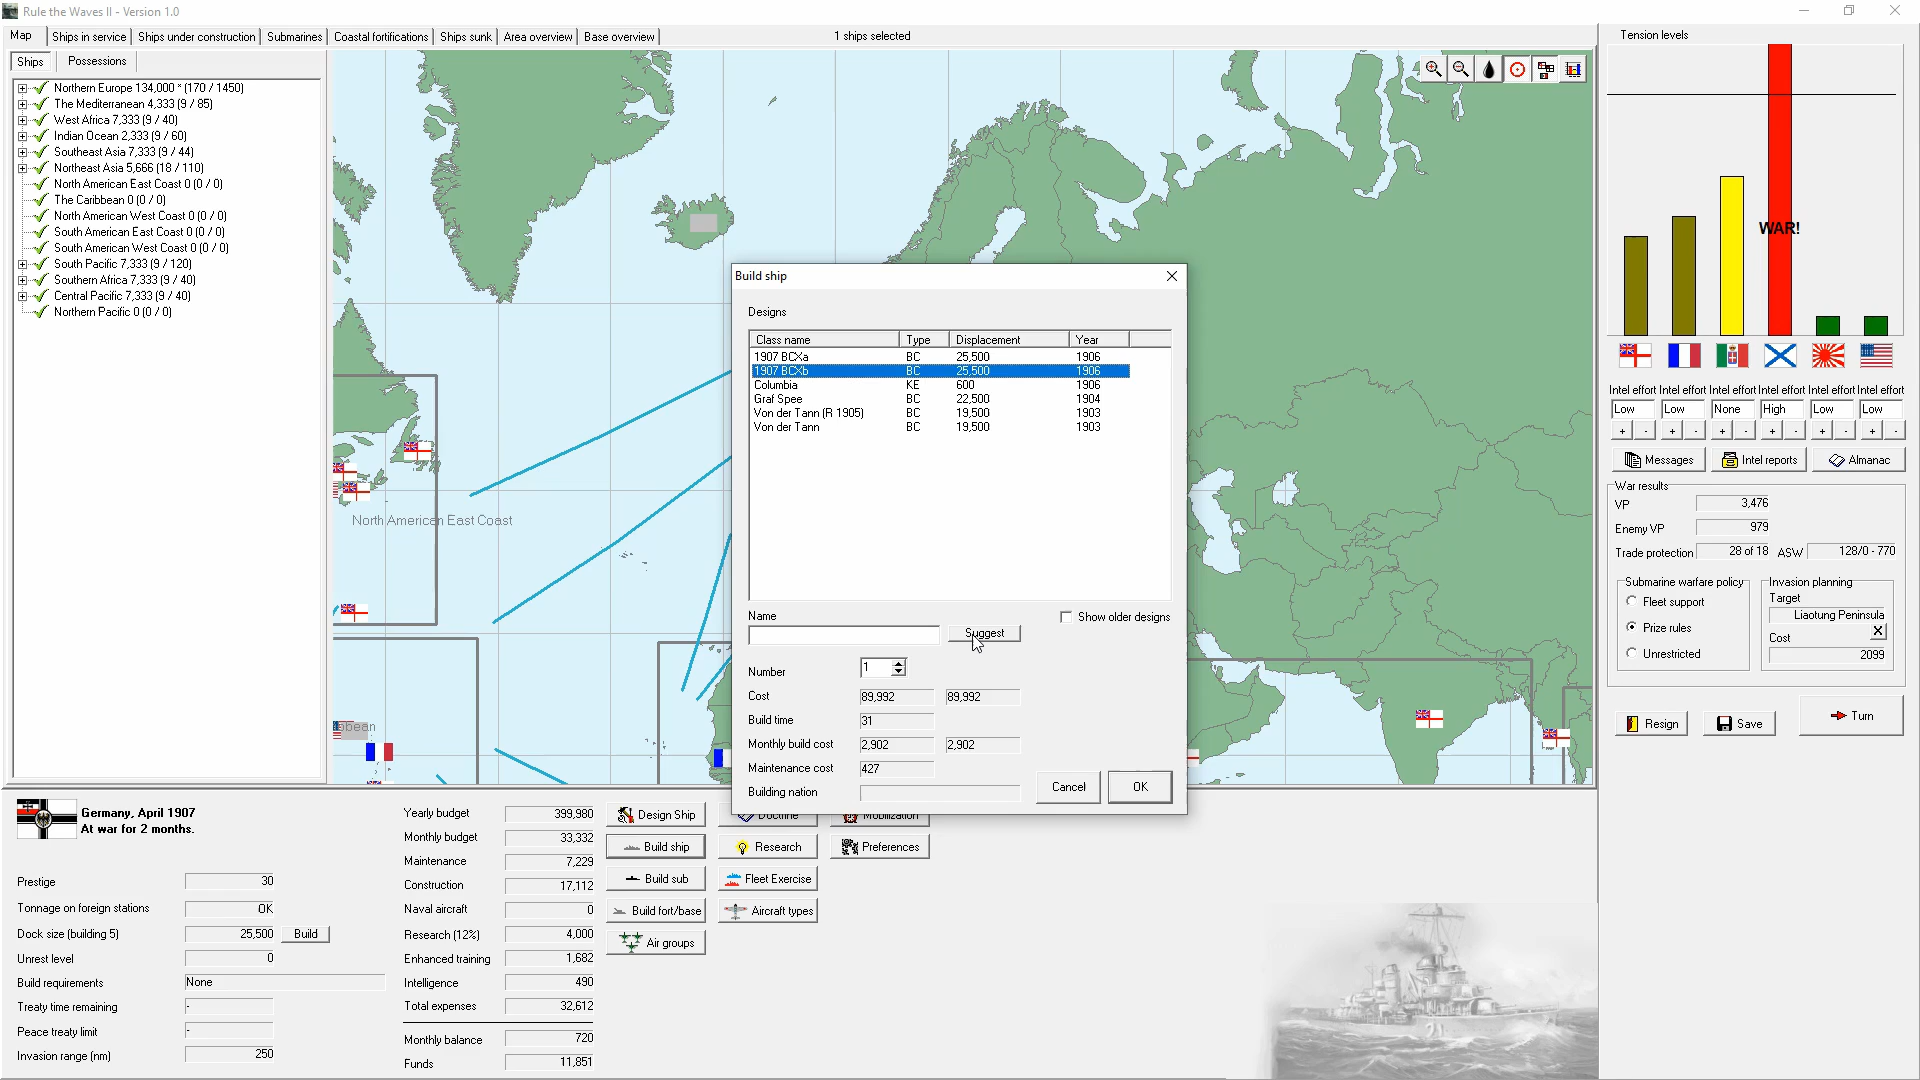 Rule the Waves II - Version 1.0
Map
Ships in service
Ships under construction
Submarines
Coastal fortifications
Ships sunk
Area overview
Base overview
1 ships selected
Ships
Possessions
Northern Europe 134,000 * (170 / 1450)
The Mediterranean 4,333 (9 / 85)
West Africa 7,333 (9 / 40)
Indian Ocean 2,333 (9 / 60)
Southeast Asia 7,333 (9 / 44)
Northeast Asia 5,666 (18 / 110)
North American East Coast 0 (0 / 0)
The Caribbean 0 (0 / 0)
North American West Coast 0 (0 / 0)
South American East Coast 0 (0 / 0)
South American West Coast 0 (0 / 0)
South Pacific 7,333 (9 / 120)
Southern Africa 7,333 (9 / 40)
Central Pacific 7,333 (9 / 40)
Northern Pacific 0 (0 / 0)
North American East Coast
bbean
Build ship
Designs
Class name Type Displacement Year
1907 BCXa BC 25,500 1906
1907 BCXb BC 25,500 1906
Columbia KE 600 1906
Graf Spee BC 22,500 1904
Von der Tann (R 1905) BC 19,500 1903
Von der Tann BC 19,500 1903
Name
Suggest
Show older designs
Number 1
Cost 89,992 89,992
Build time 31
Monthly build cost 2,902 2,902
Maintenance cost 427
Building nation
Cancel
OK
Tension levels
WAR!
Intel effort Intel effort Intel effort Intel effort Intel effort Intel effort
Low Low None High Low Low
+ - + - + - + - + - + -
Messages
Intel reports
Almanac
War results
VP 3,476
Enemy VP 979
Trade protection 28 of 18 ASW 128/0 - 770
Submarine warfare policy
Fleet support
Prize rules
Unrestricted
Invasion planning
Target
Liaotung Peninsula
Cost X
2099
Resign
Save
Turn
Germany, April 1907
At war for 2 months.
Prestige 30
Tonnage on foreign stations OK
Dock size (building 5) 25,500 Build
Unrest level 0
Build requirements None
Treaty time remaining -
Peace treaty limit -
Invasion range (nm) 250
Yearly budget 399,980
Monthly budget 33,332
Maintenance 7,229
Construction 17,112
Naval aircraft 0
Research (12%) 4,000
Enhanced training 1,682
Intelligence 490
Total expenses 32,612
Monthly balance 720
Funds 11,851
Design Ship
Doctrine
Mobilization
Build ship
Research
Preferences
Build sub
Fleet Exercise
Build fort/base
Aircraft types
Air groups